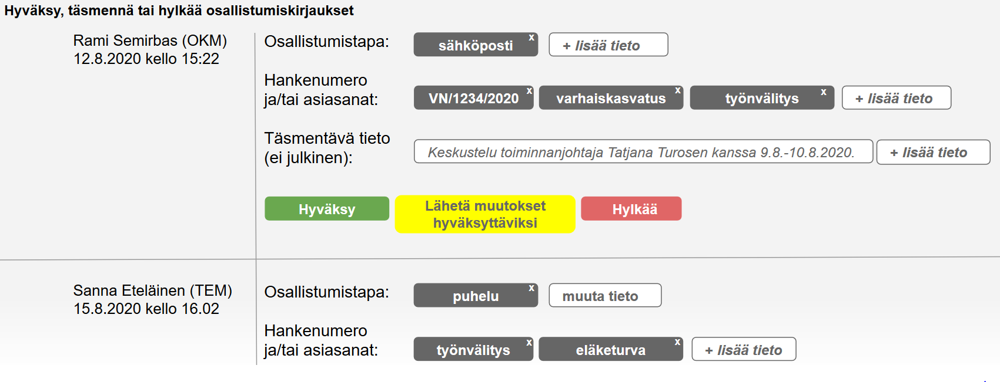 Hyväksy, täsmennä tai hylkää osallistumiskirjaukset
Rami Semirbas (OKM)
12.8.2020 kello 15:22
Osallistumistapa:
sähköposti x
+ lisää tieto
Hankenumero
ja/tai asiasanat:
VN/1234/2020 x
varhaiskasvatus x
työnvälitys x
+ lisää tieto
Täsmentävä tieto
(ei julkinen):
Keskustelu toiminnanjohtaja Tatjana Turosen kanssa 9.8.-10.8.2020.
+ lisää tieto
Hyväksy
Lähetä muutokset
hyväksyttäviksi
Hylkää
Sanna Eteläinen (TEM)
15.8.2020 kello 16.02
Osallistumistapa:
puhelu x
muuta tieto
Hankenumero
ja/tai asiasanat:
työnvälitys x
eläketurva x
+ lisää tieto